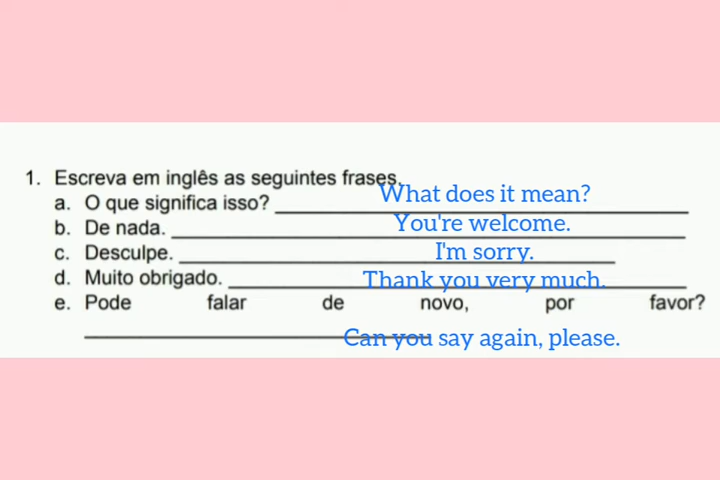 1. Escreva em inglês as seguintes frases.
a. O que significa isso? What does it mean?
b. De nada. You're welcome.
c. Desculpe. I'm sorry.
d. Muito obrigado. Thank you very much.
e. Pode falar de novo, por favor?
Can you say again, please.